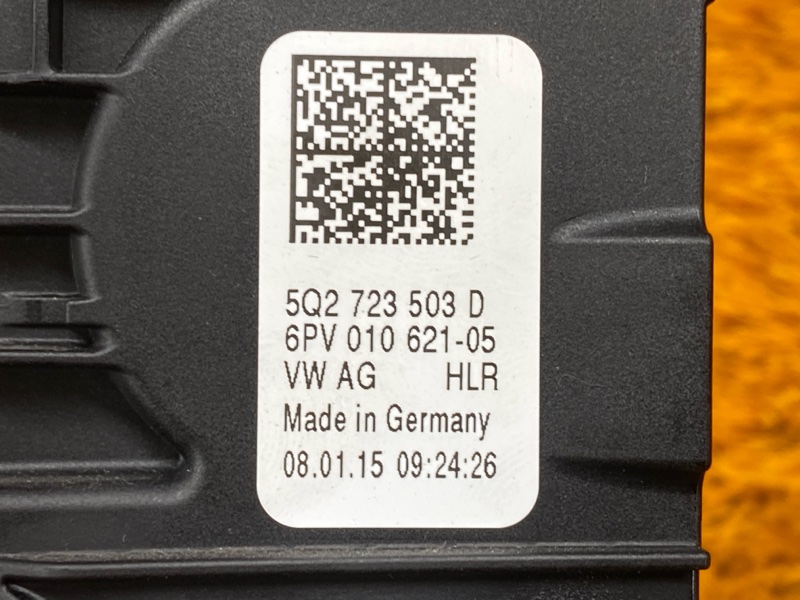 5Q2 723 503 D
6PV 010 621-05
VW AG HLR
Made in Germany
08.01.15 09:24:26